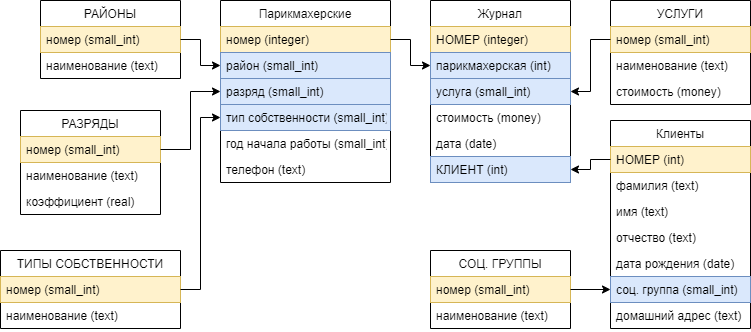 РАЙОНЫ
номер (small_int)
наименование (text)
Парикмахерские
номер (integer)
район (small_int)
разряд (small_int)
тип собственности (small_int)
год начала работы (small_int
телефон (text)
Журнал
НОМЕР (integer)
парикмахерская (int)
услуга (small_int)
стоимость (money)
дата (date)
КЛИЕНТ (int)
УСЛУГИ
номер (small_int)
наименование (text)
стоимость (money)
РАЗРЯДЫ
номер (small_int)
наименование (text)
коэффициент (real)
Клиенты
НОМЕР (int)
фамилия (text)
имя (text)
отчество (text)
дата рождения (date)
соц. группа (small_int)
домашний адрес (text)
ТИПЫ СОБСТВЕННОСТИ
номер (small_int)
наименование (text)
СОЦ. ГРУППЫ
номер (small_int)
наименование (text)